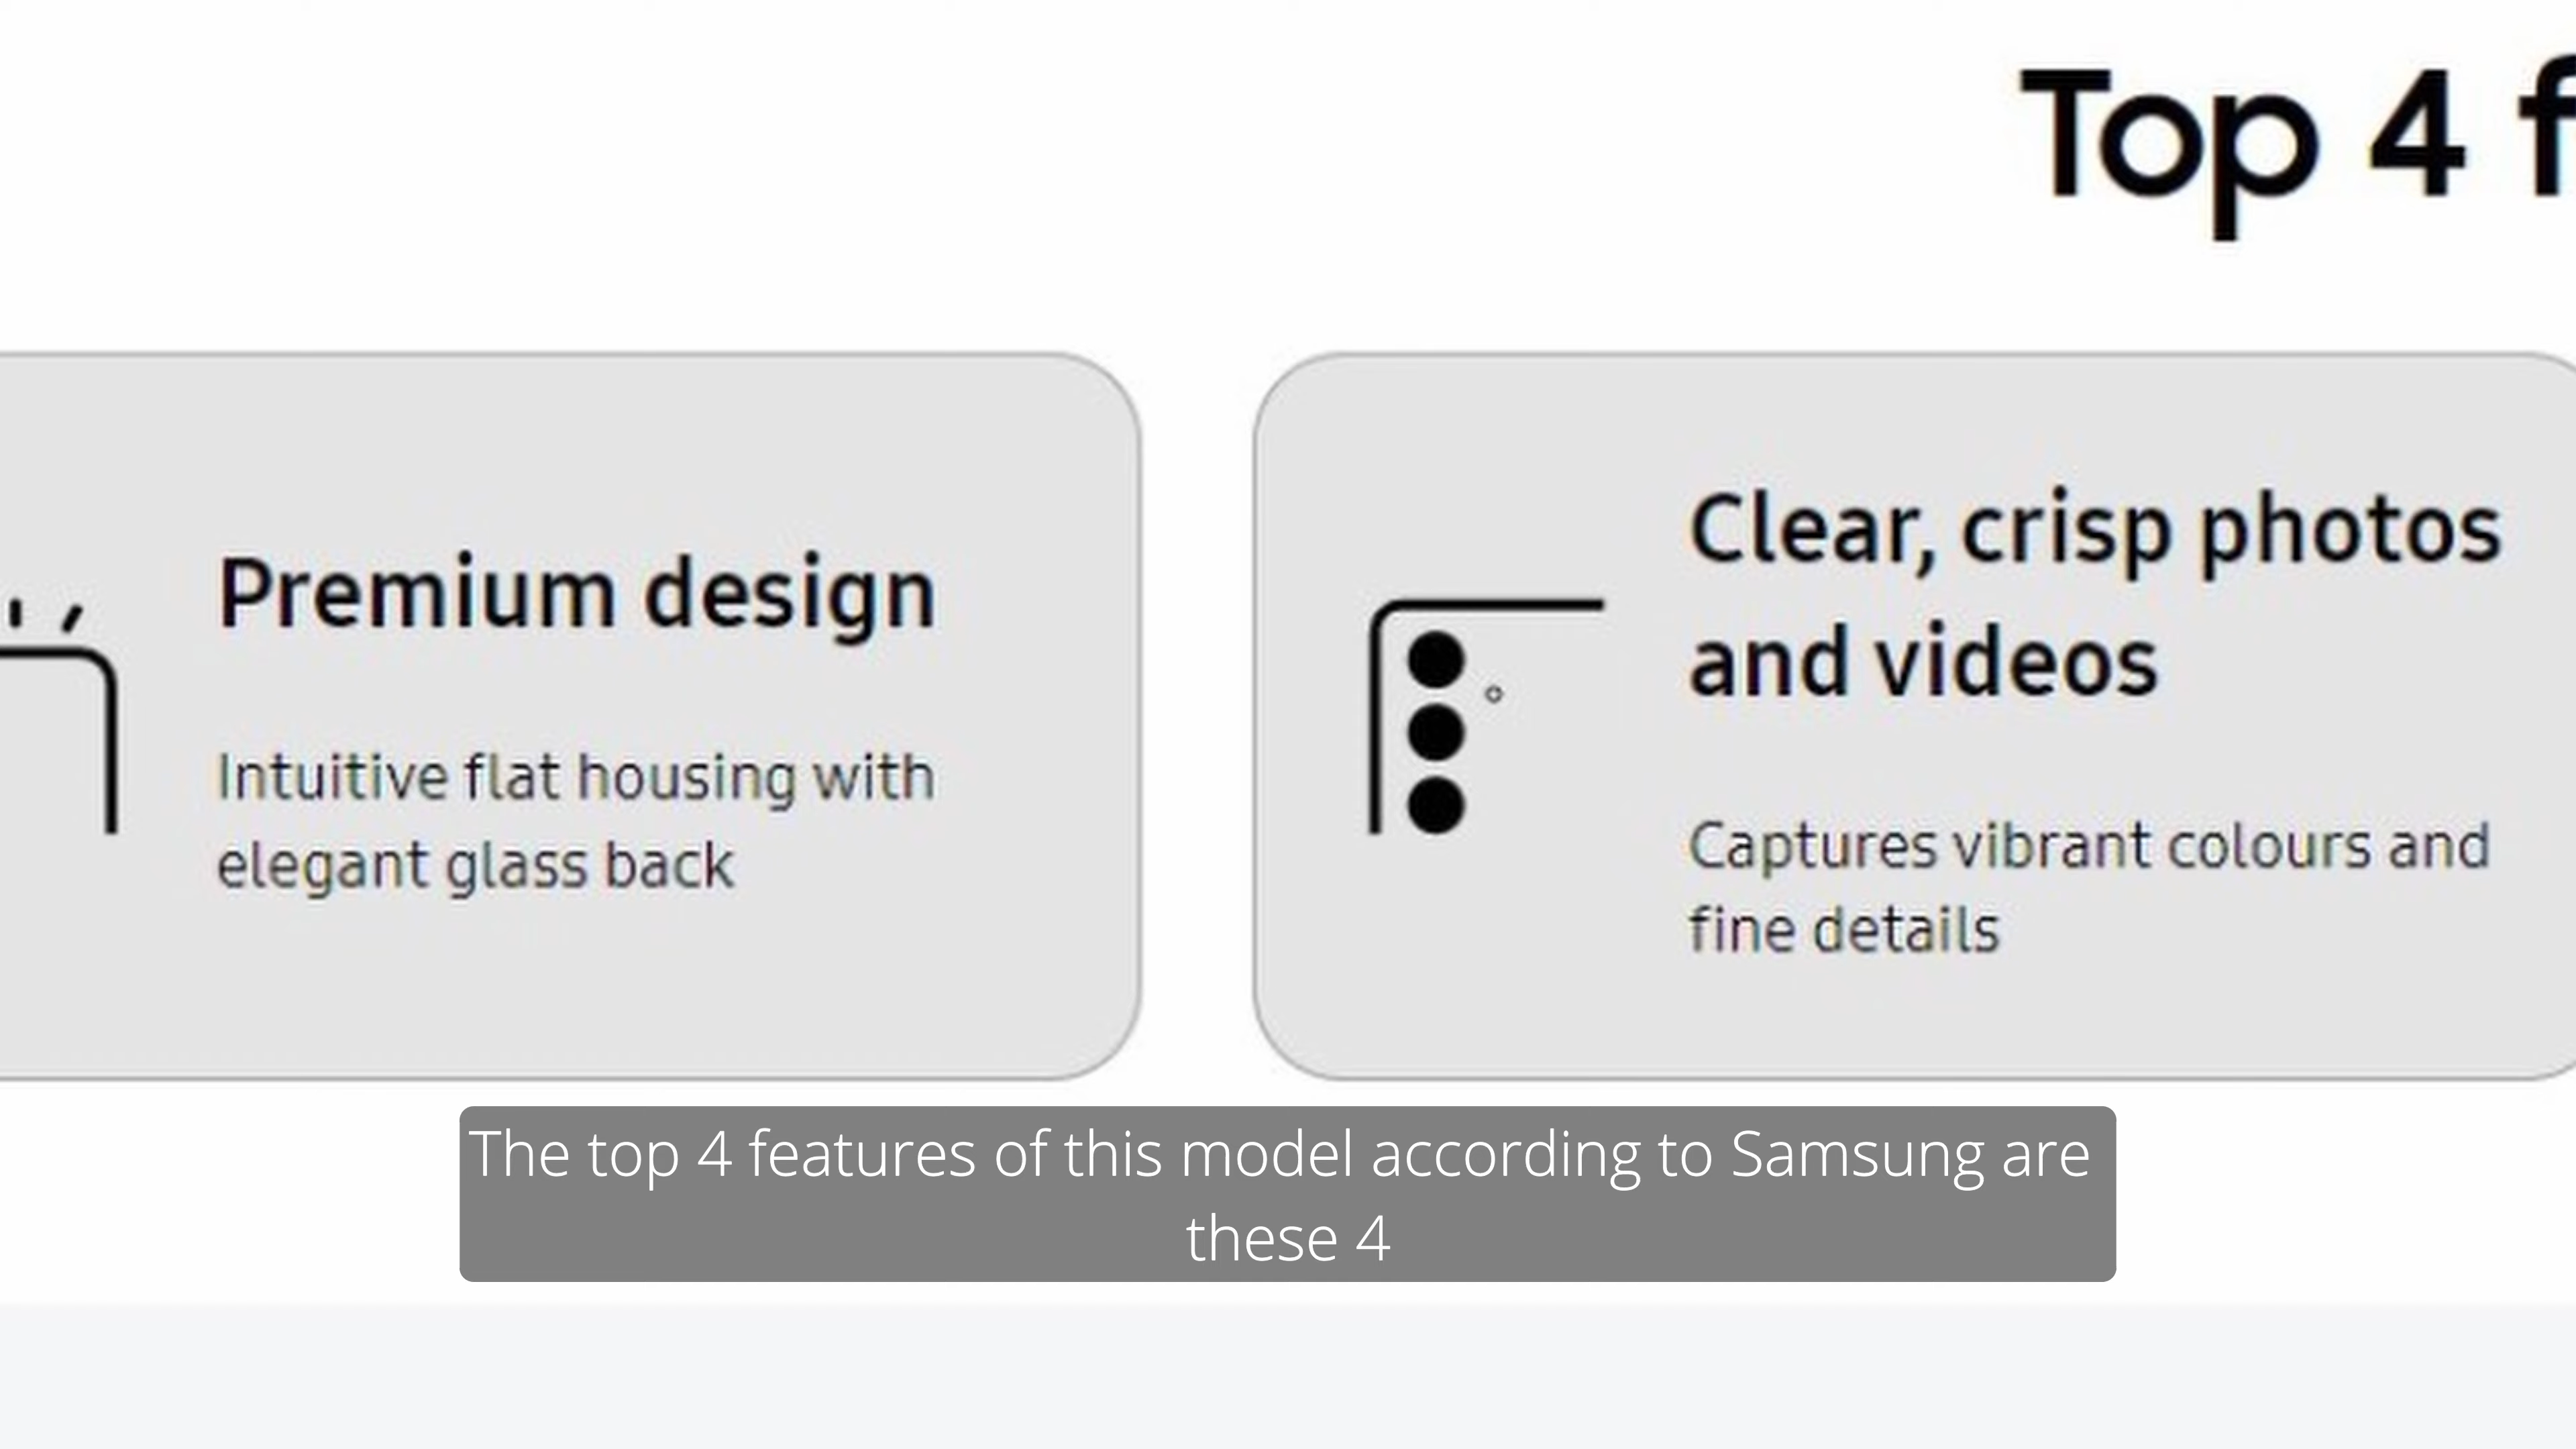 Top 4 f
Premium design
Intuitive flat housing with
elegant glass back
Clear, crisp photos
and videos
Captures vibrant colours and
fine details
The top 4 features of this model according to Samsung are
these 4